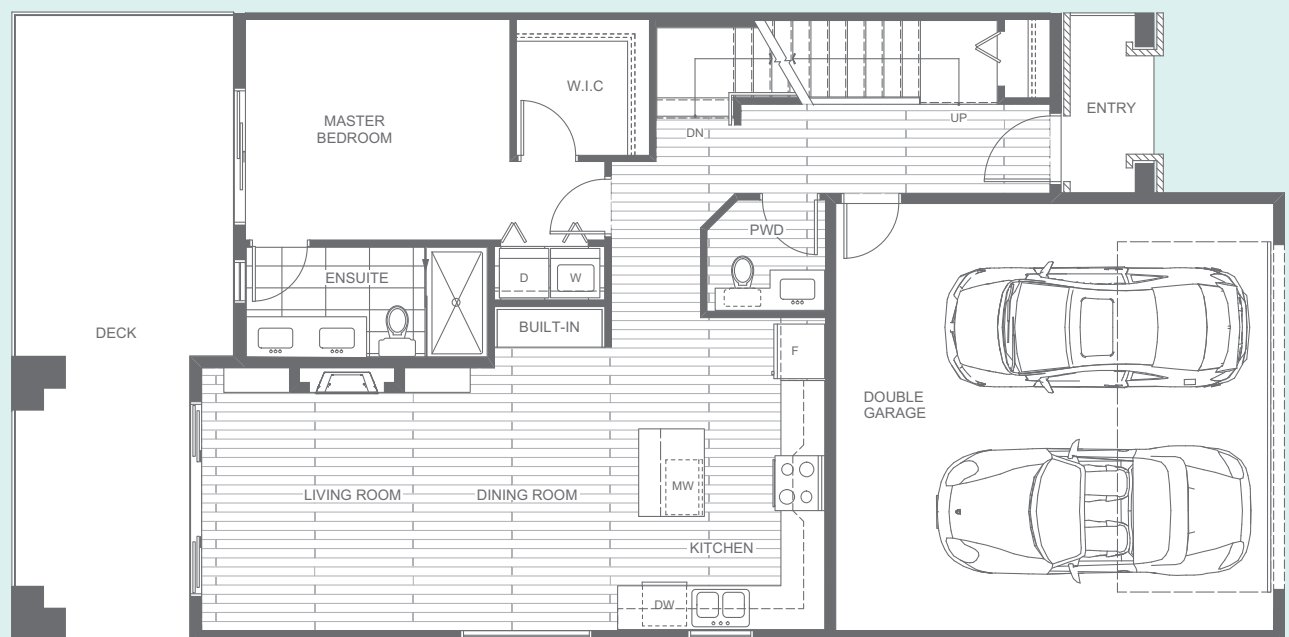 W.I.C
MASTER
BEDROOM
ENTRY
UP
DN
PWD
ENSUITE
D
W
BUILT-IN
DECK
F
DOUBLE
GARAGE
MW
LIVING ROOM
DINING ROOM
KITCHEN
DW